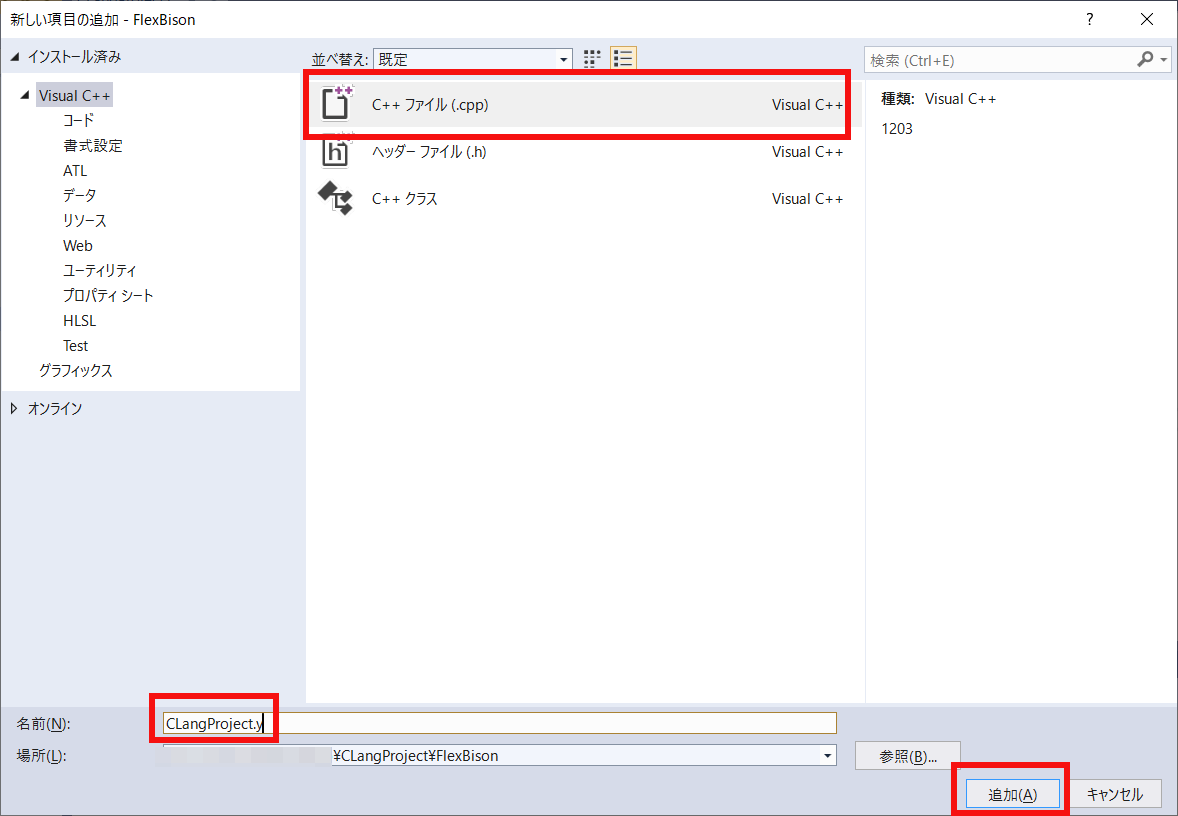 新しい項目の追加 - FlexBison ?
インストール済み
並べ替え: 既定
検索 (Ctrl+E)
Visual C++
コード
書式設定
ATL
データ
リソース
Web
ユーティリティ
プロパティ シート
HLSL
Test
グラフィックス
オンライン
C++ ファイル (.cpp) Visual C++
ヘッダー ファイル (.h) Visual C++
C++ クラス Visual C++
種類: Visual C++
1203
名前(N): CLangProject.y
場所(L): ¥CLangProject¥FlexBison
参照(B)...
追加(A) キャンセル